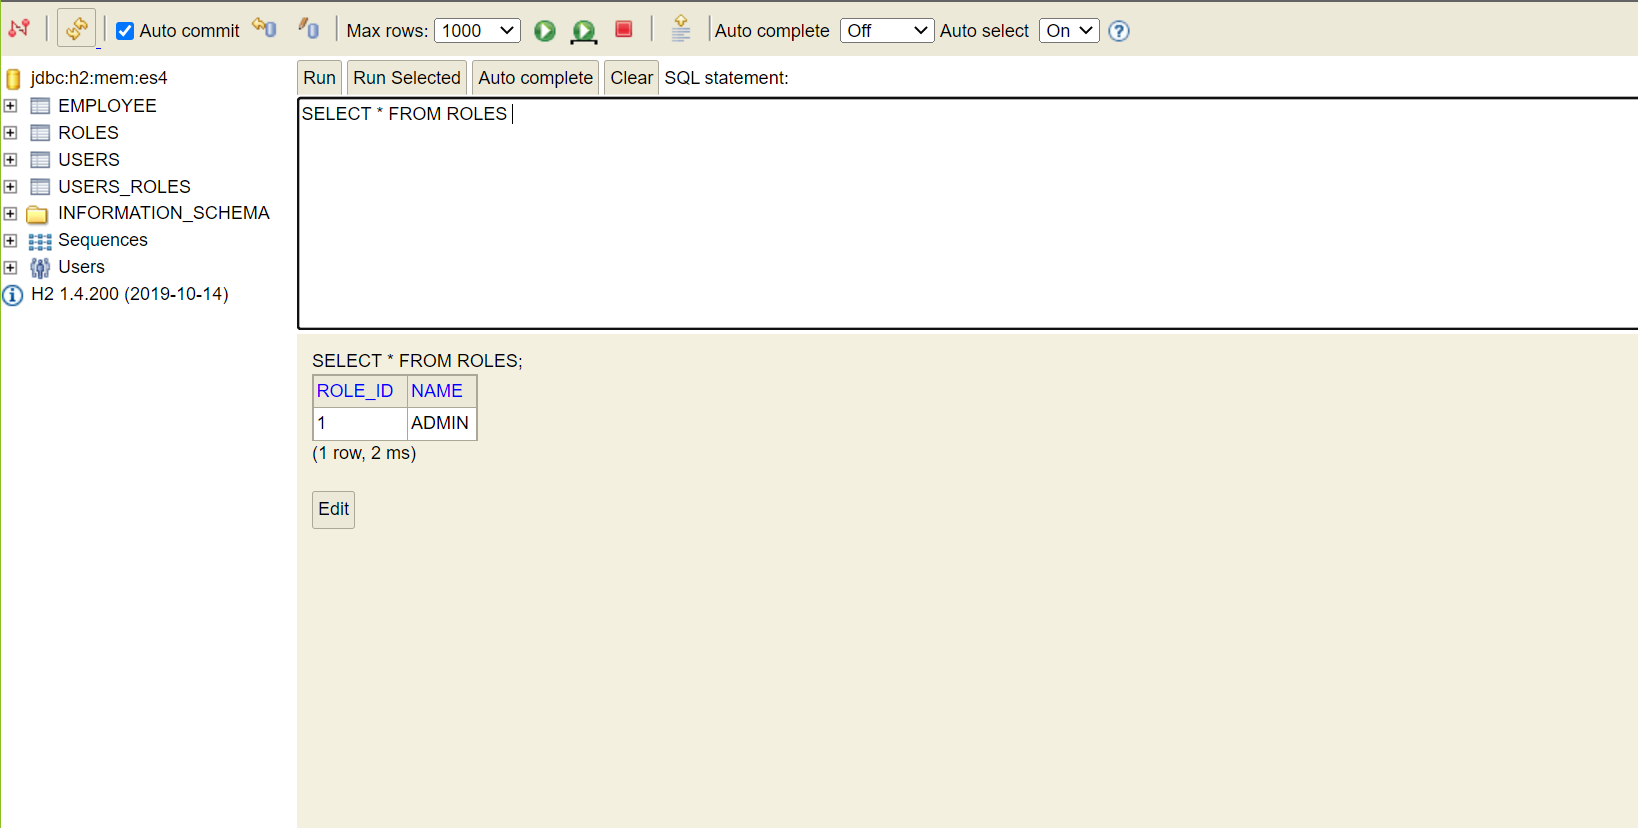 Auto commit Max rows: 1000 Auto complete Off Auto select On ?
jdbc:h2:mem:es4
EMPLOYEE
ROLES
USERS
USERS_ROLES
INFORMATION_SCHEMA
Sequences
Users
H2 1.4.200 (2019-10-14)
Run Run Selected Auto complete Clear SQL statement:
SELECT * FROM ROLES
SELECT * FROM ROLES;
ROLE_ID NAME
1 ADMIN
(1 row, 2 ms)
Edit